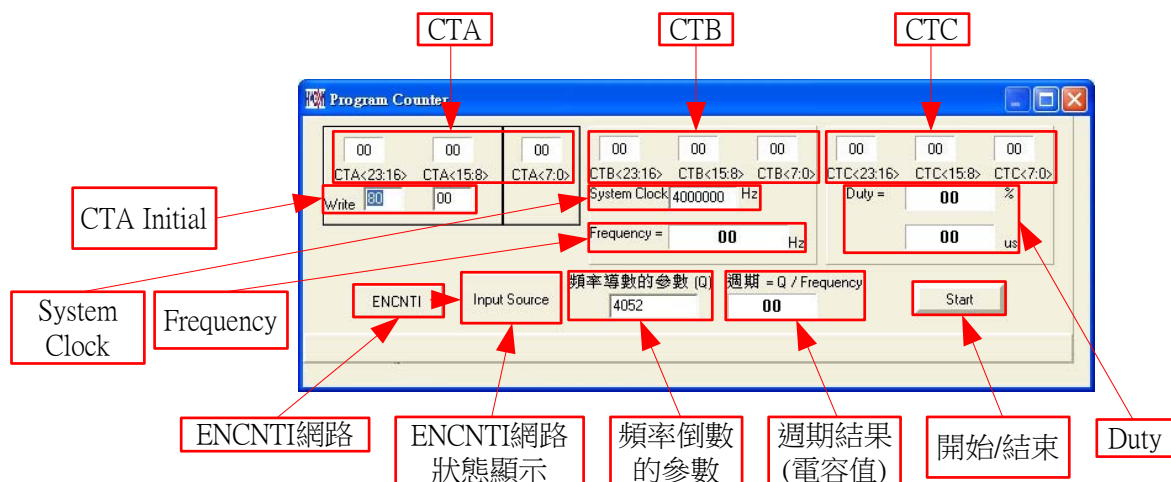 CTA
CTB
CTC
Program Counter
00 00 00 00 00 00 00 00 00
CTA<23:16> CTA<15:8> CTA<7:0> CTB<23:16> CTB<15:8> CTB<7:0> CTC<23:16> CTC<15:8> CTC<7:0>
Write 80 00
System Clock 4000000 Hz
Duty = 00 %
CTA Initial
Frequency = 00 Hz
00 us
頻率導數的參數 (Q)
週期 = Q / Frequency
ENCNTI
Input Source
4052
00
Start
System
Clock
Frequency
ENCNTI網路
ENCNTI網路
狀態顯示
頻率倒數
的參數
週期結果
(電容值)
開始/結束
Duty